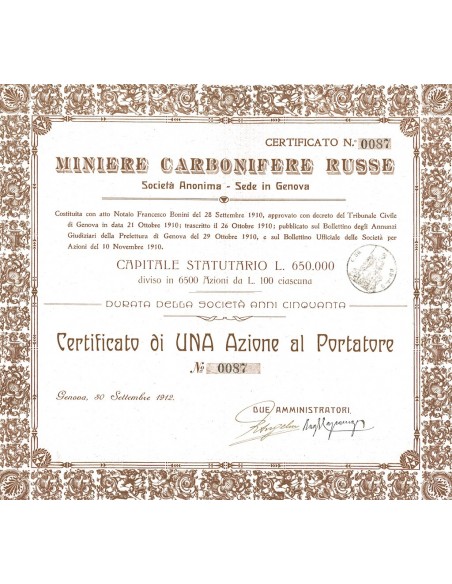 CERTIFICATO N.º 0087
MINIERE CARBONIFERE RUSSE
Società Anonima - Sede in Genova
Costituita con atto Notaio Francesco Bonini del 28 Settembre 1910, approvato con decreto del Tribunale Civile
di Genova in data 21 Ottobre 1910; trascritto il 26 Ottobre 1910; pubblicato sul Bollettino degli Annunzi
Giudiziari della Prefettura di Genova del 29 Ottobre 1910, e sul Bollettino Ufficiale delle Società per
Azioni del 10 Novembre 1910.
CAPITALE STATUTARIO L. 650.000
diviso in 6500 Azioni da L. 100 ciascuna
DURATA DELLA SOCIETÀ ANNI CINQUANTA
Certificato di UNA Azione al Portatore
№ 0087
Genova, 30 Settembre 1912.
DUE AMMINISTRATORI